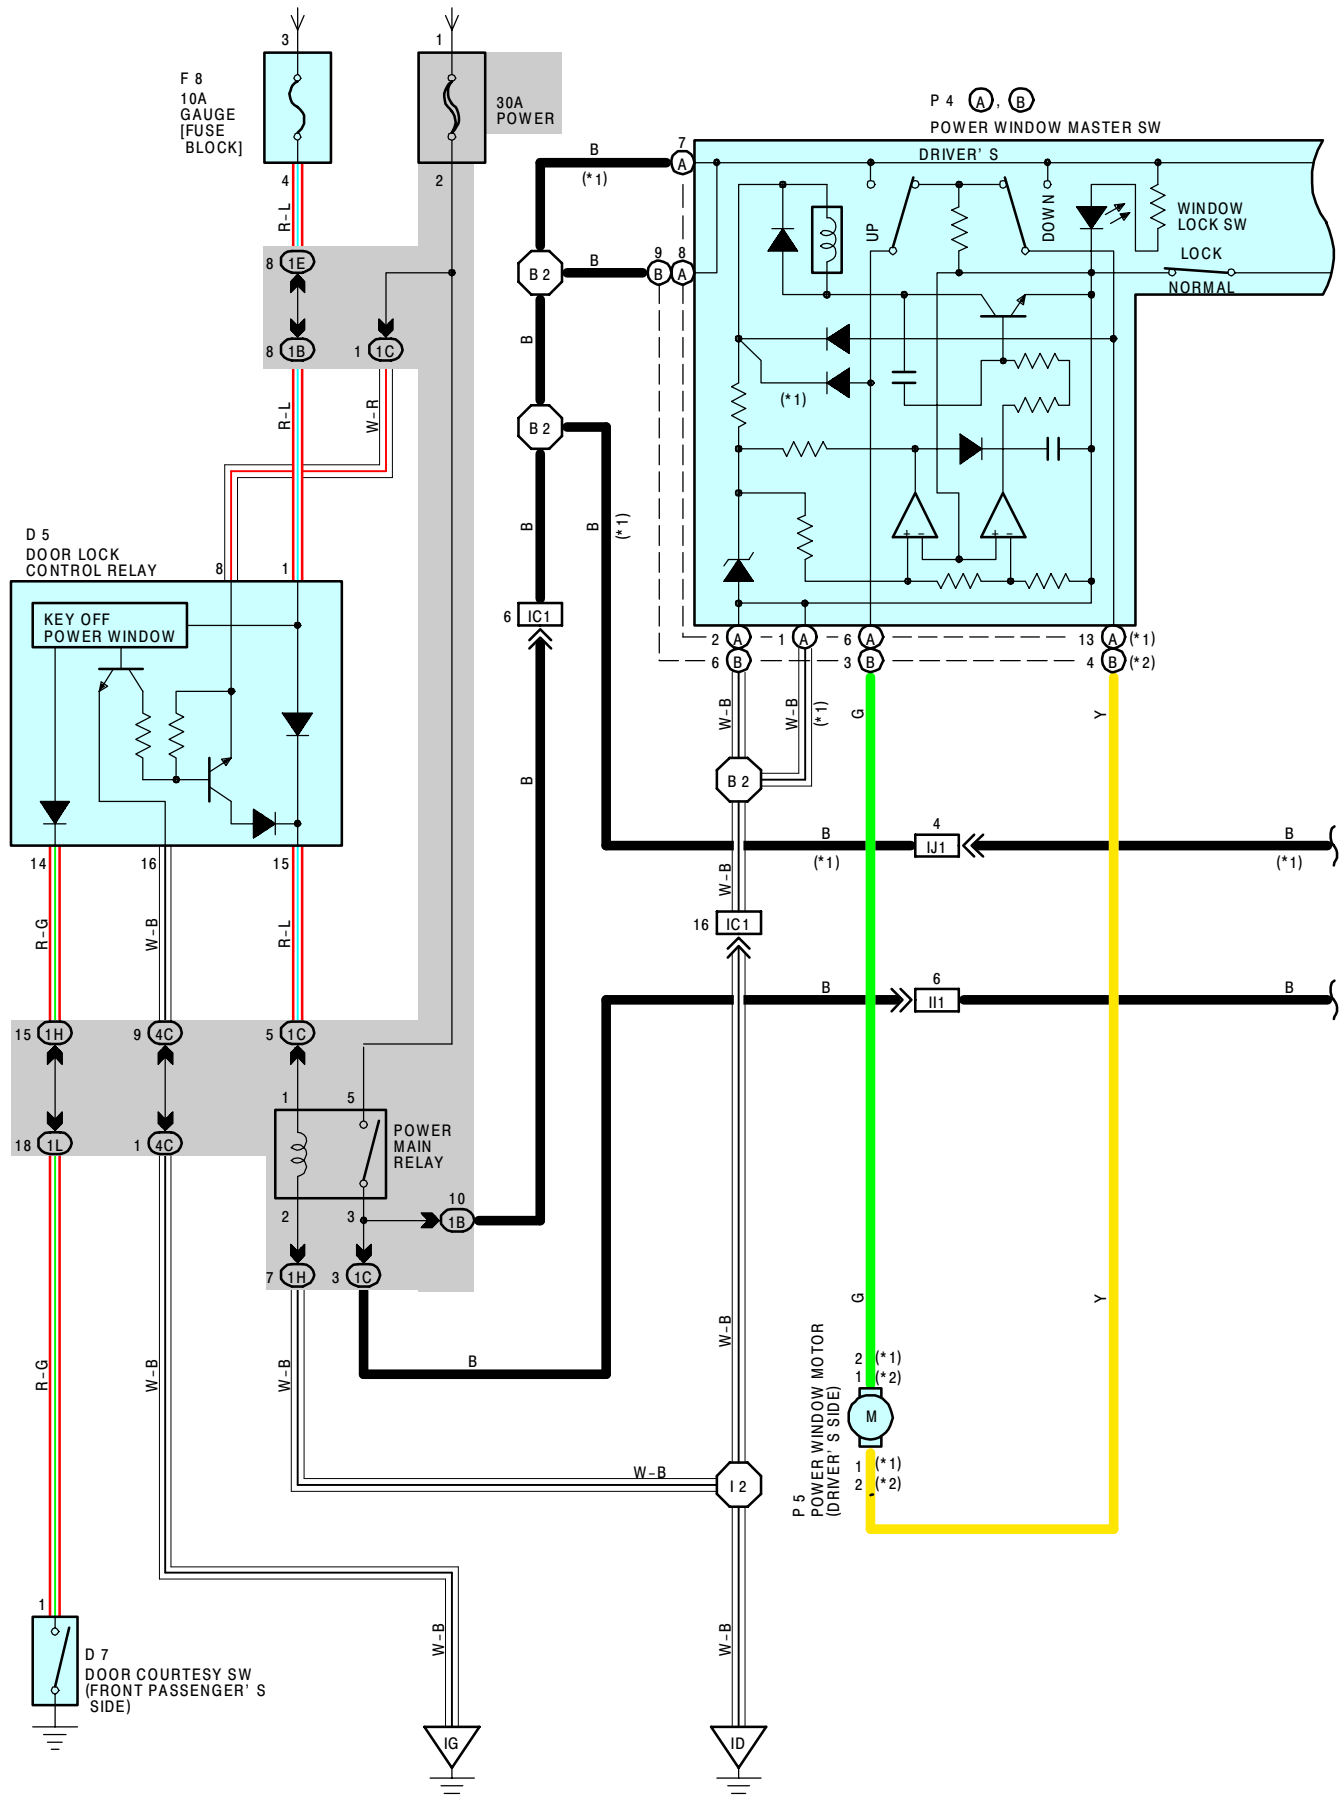 3
1
F 8
10A
GAUGE
[FUSE
BLOCK]
30A
POWER
4
2
R-L
8 1E
8 1B
1 1C
R-L
W-R
P 4 A, B
POWER WINDOW MASTER SW
7
A
B
(*1)
DRIVER' S
UP
DOWN
WINDOW
LOCK SW
LOCK
NORMAL
B 2
B
9 8
B A
B
(*1)
B 2
B
B
(*1)
D 5
DOOR LOCK
CONTROL RELAY
8
1
KEY OFF
POWER WINDOW
6 IC1
2 A
1 A
6 A
13 A (*1)
6 B
3 B
4 B (*2)
W-B
W-B
(*1)
G
Y
B
B 2
14
16
15
B
(*1)
4
IJ1
B
(*1)
W-B
16 IC1
R-G
W-B
R-L
B
6
II1
B
15 1H
9 4C
5 1C
1
5
18 1L
1 4C
POWER
MAIN
RELAY
2
3
10
1B
7 1H
3 1C
R-G
W-B
W-B
B
W-B
G
Y
P 5
POWER WINDOW MOTOR
(DRIVER' S SIDE)
2 (*1)
1 (*2)
M
1 (*1)
2 (*2)
W-B
I 2
1
D 7
DOOR COURTESY SW
(FRONT PASSENGER' S
SIDE)
W-B
W-B
IG
ID